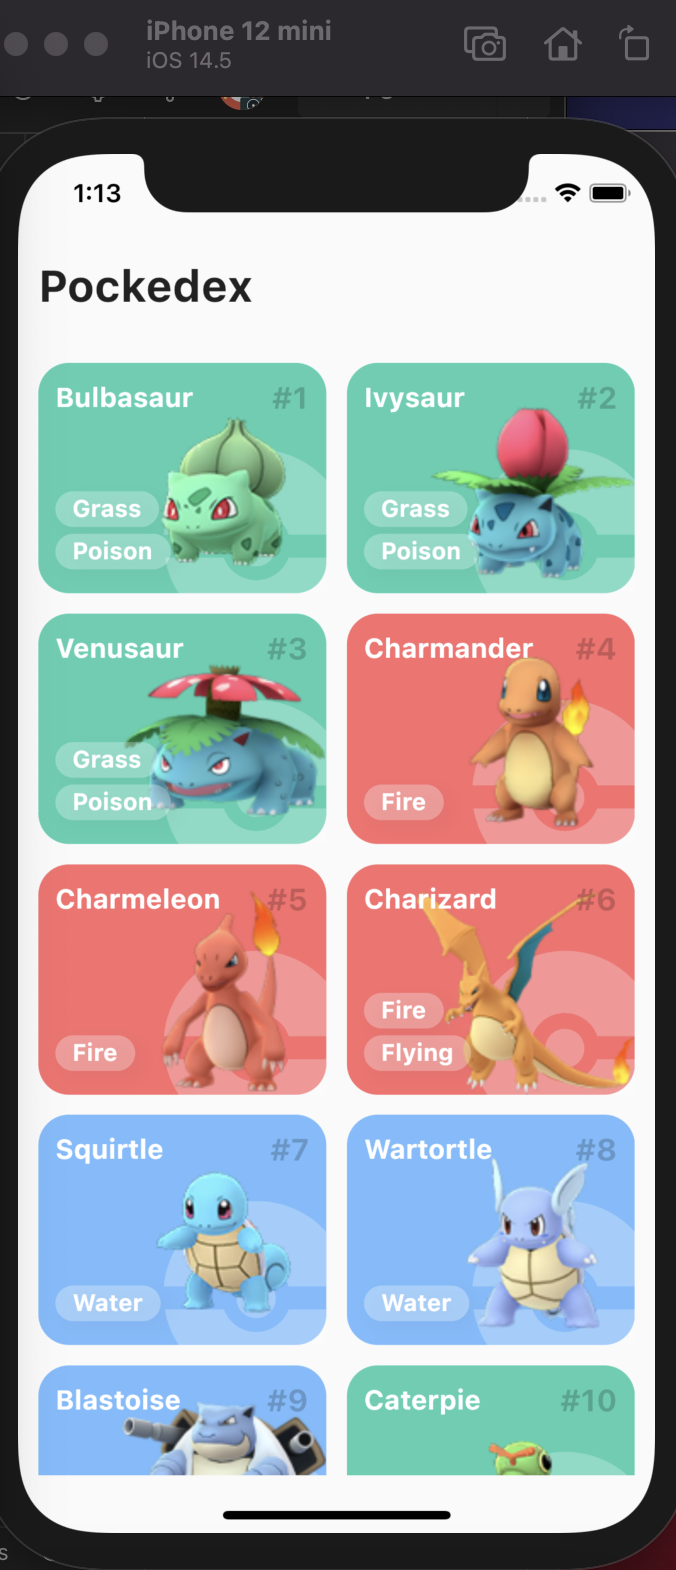 iPhone 12 mini
iOS 14.5
1:13
Pockedex
Bulbasaur #1
Grass
Poison
Ivysaur #2
Grass
Poison
Venusaur #3
Grass
Poison
Charmander #4
Fire
Charmeleon #5
Fire
Charizard #6
Fire
Flying
Squirtle #7
Water
Wartortle #8
Water
Blastoise #9
Caterpie #10